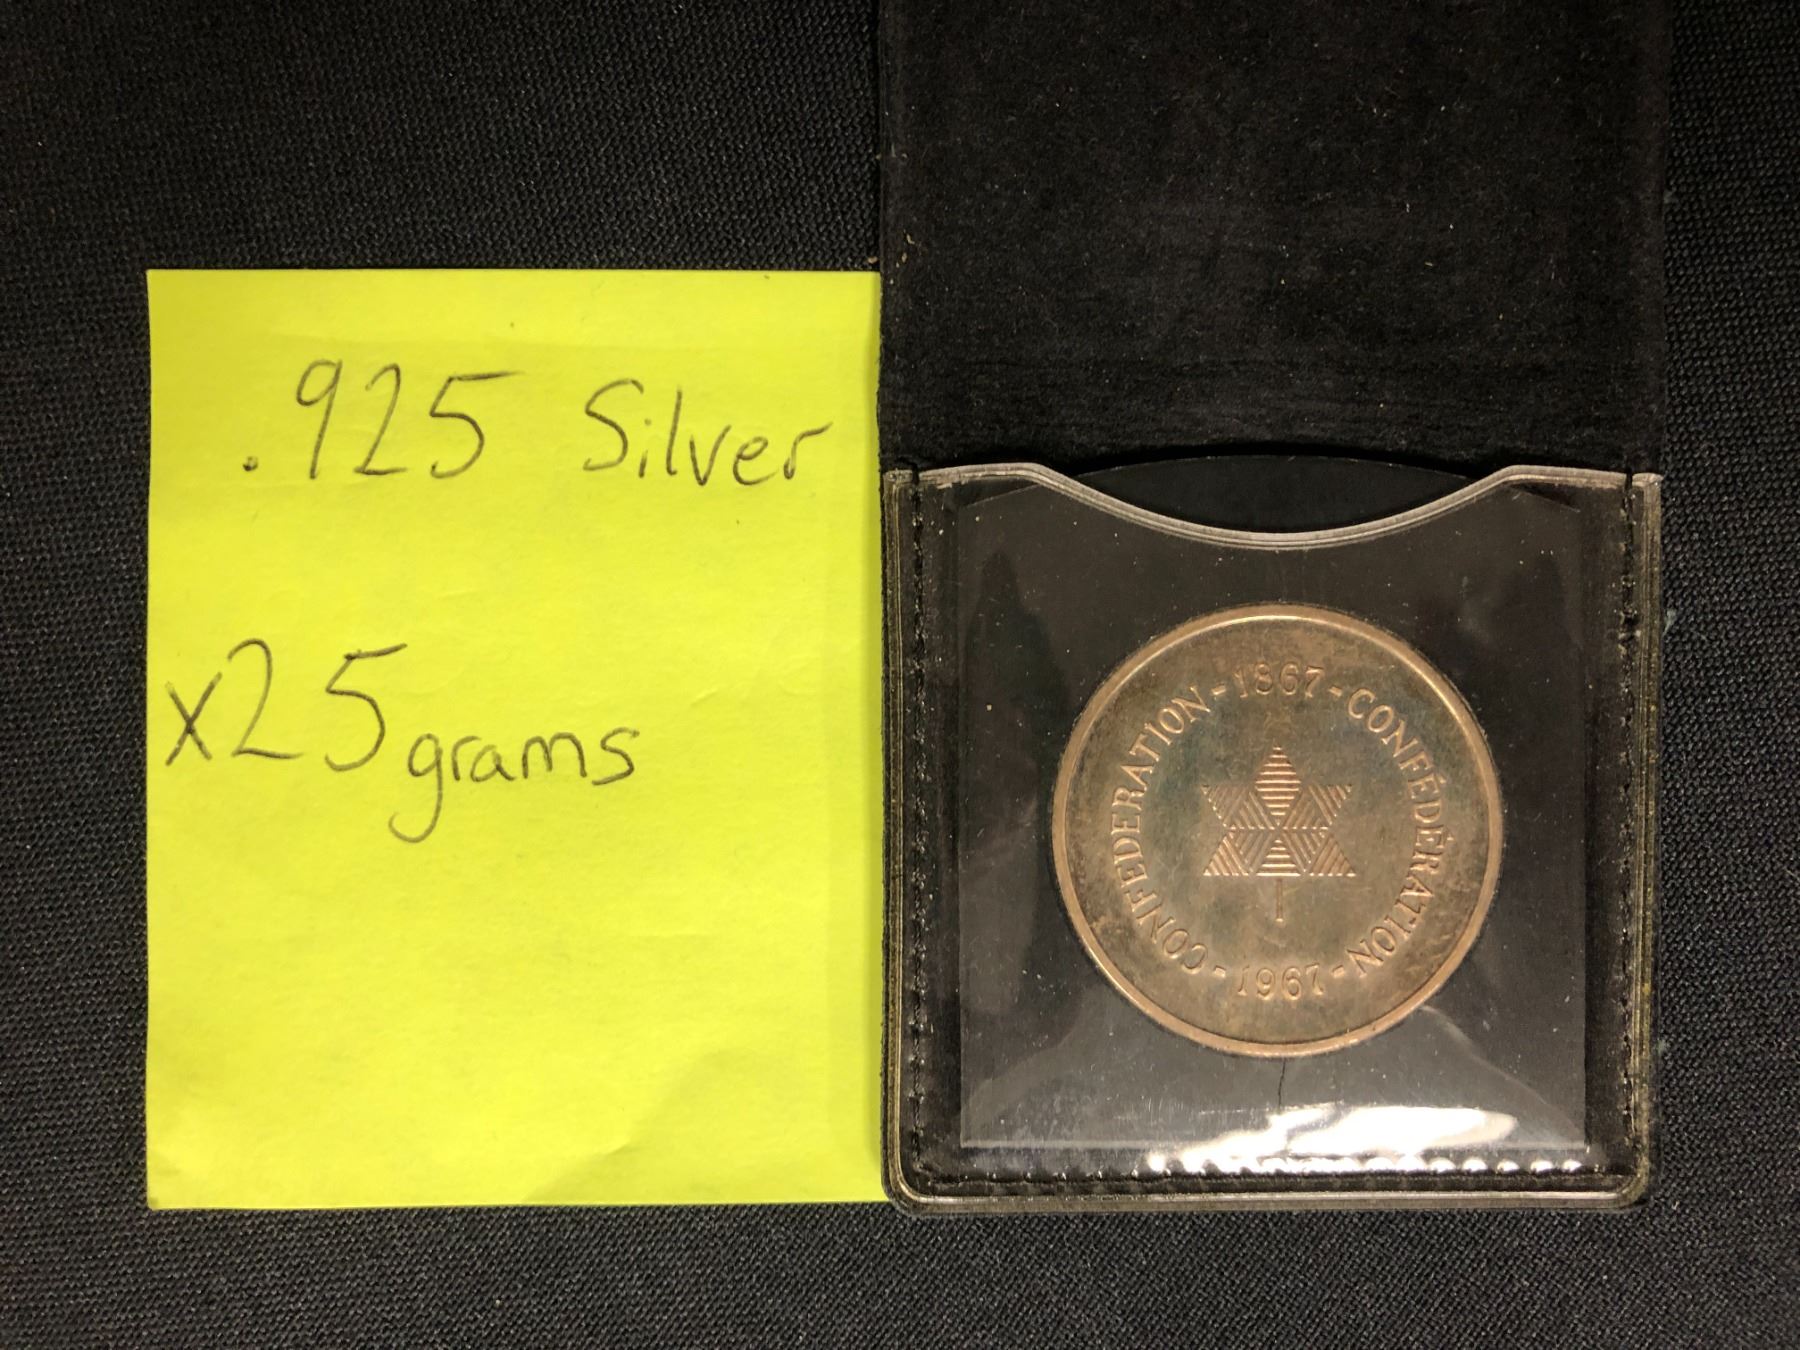 .925 Silver
x25 grams
CONFEDERATION - 1867 - CONFÉDÉRATION - 1967 -